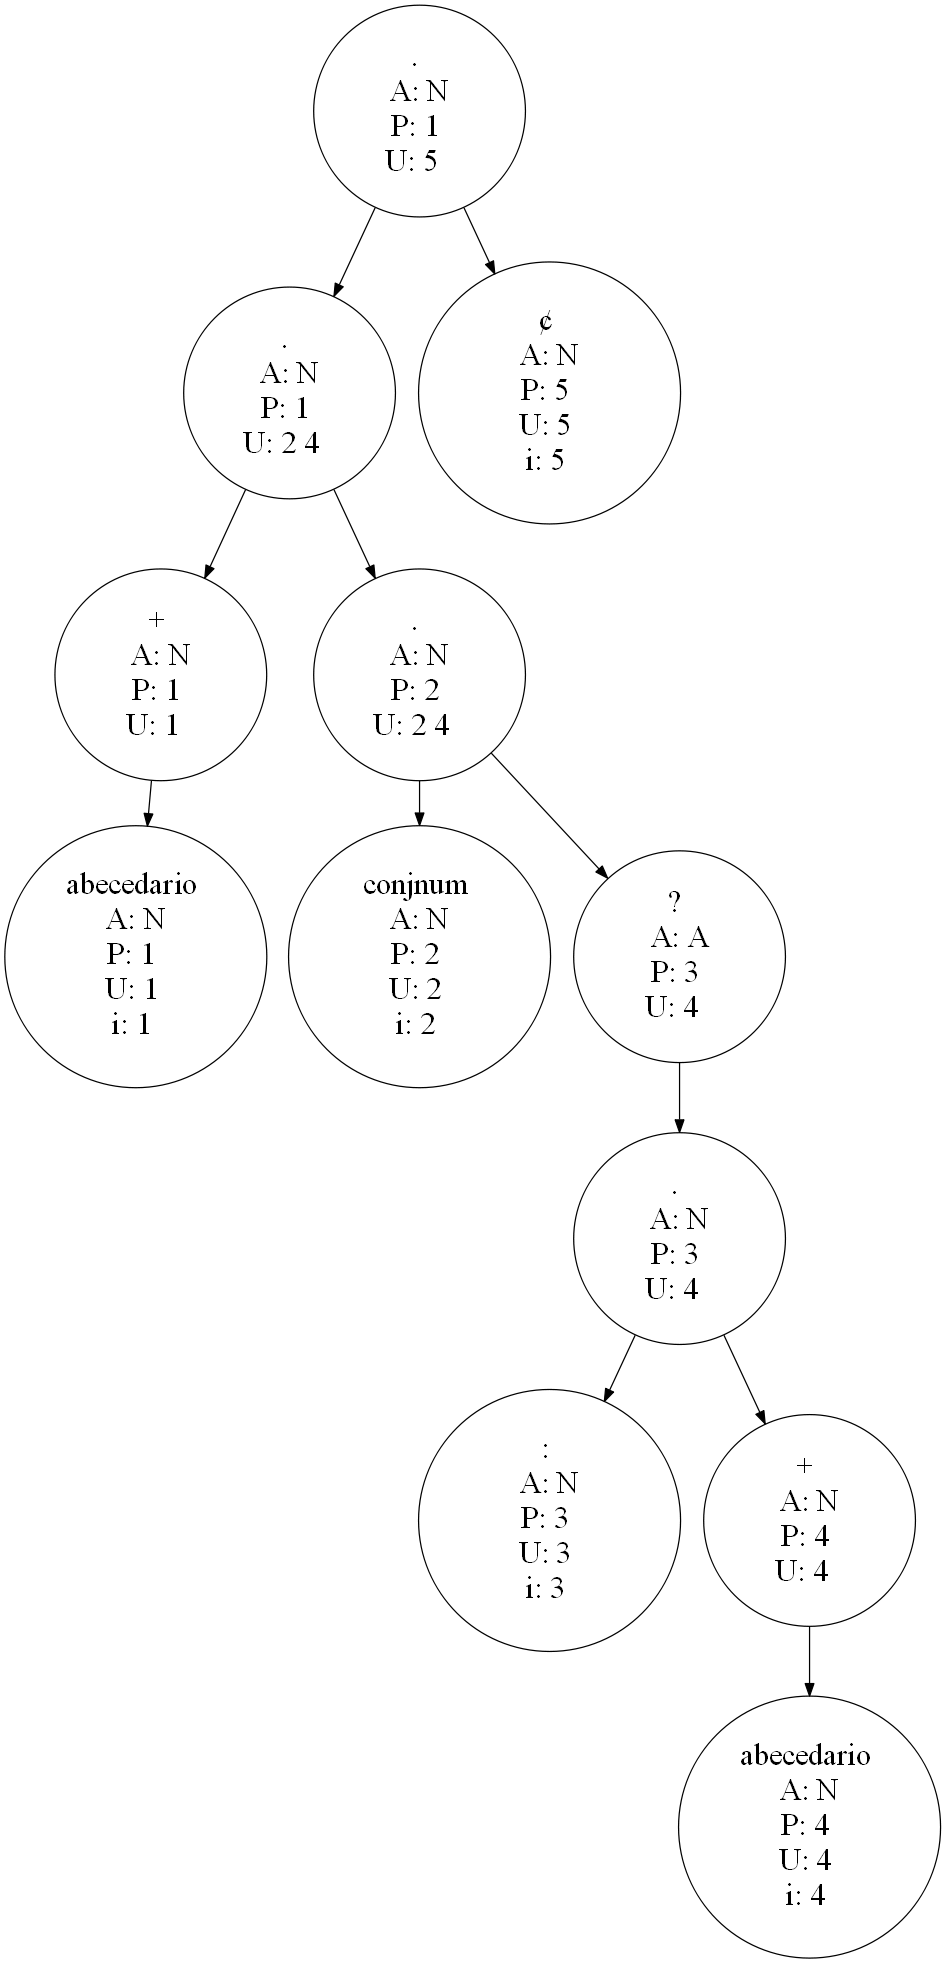 .
A: N
P: 1
U: 5
.
A: N
P: 1
U: 2 4
¢
A: N
P: 5
U: 5
i: 5
+
A: N
P: 1
U: 1
.
A: N
P: 2
U: 2 4
abecedario
A: N
P: 1
U: 1
i: 1
conjnum
A: N
P: 2
U: 2
i: 2
?
A: A
P: 3
U: 4
.
A: N
P: 3
U: 4
:
A: N
P: 3
U: 3
i: 3
+
A: N
P: 4
U: 4
abecedario
A: N
P: 4
U: 4
i: 4